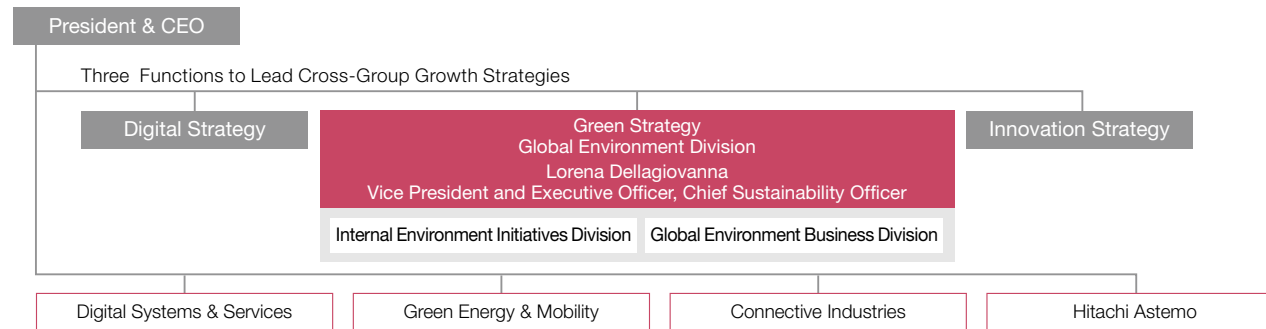 President & CEO
Three Functions to Lead Cross-Group Growth Strategies
Digital Strategy
Green Strategy
Global Environment Division
Lorena Dellagiovanna
Vice President and Executive Officer, Chief Sustainability Officer
Innovation Strategy
Internal Environment Initiatives Division
Global Environment Business Division
Digital Systems & Services
Green Energy & Mobility
Connective Industries
Hitachi Astemo